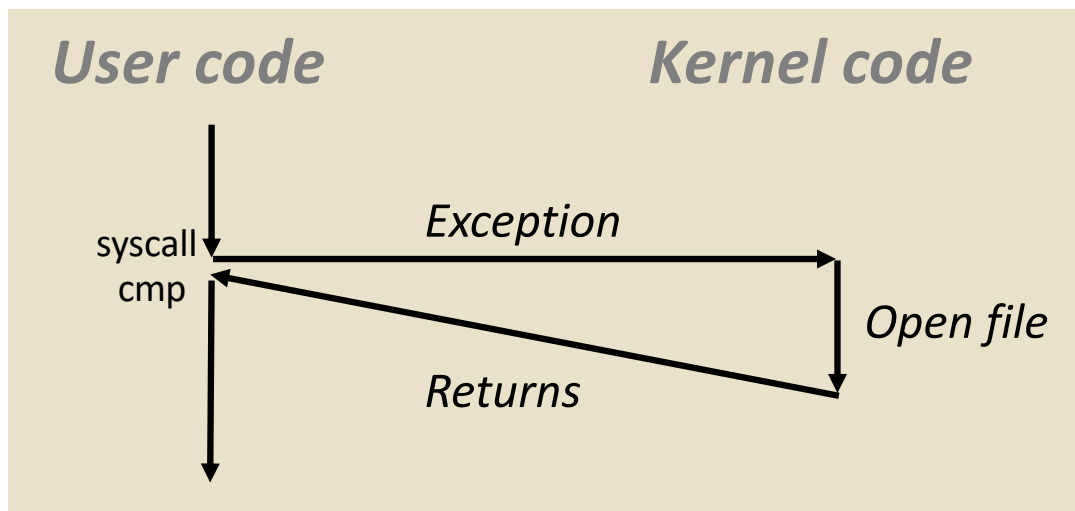 User code
Kernel code
Exception
syscall
cmp
Open file
Returns